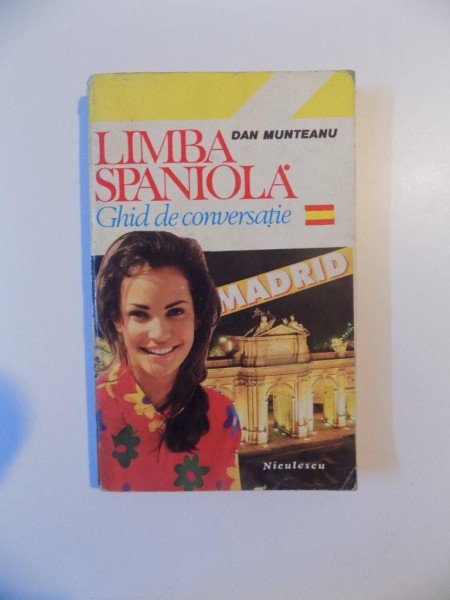 DAN MUNTEANU
LIMBA
SPANIOLĂ
Ghid de conversație
MADRID
Niculescu